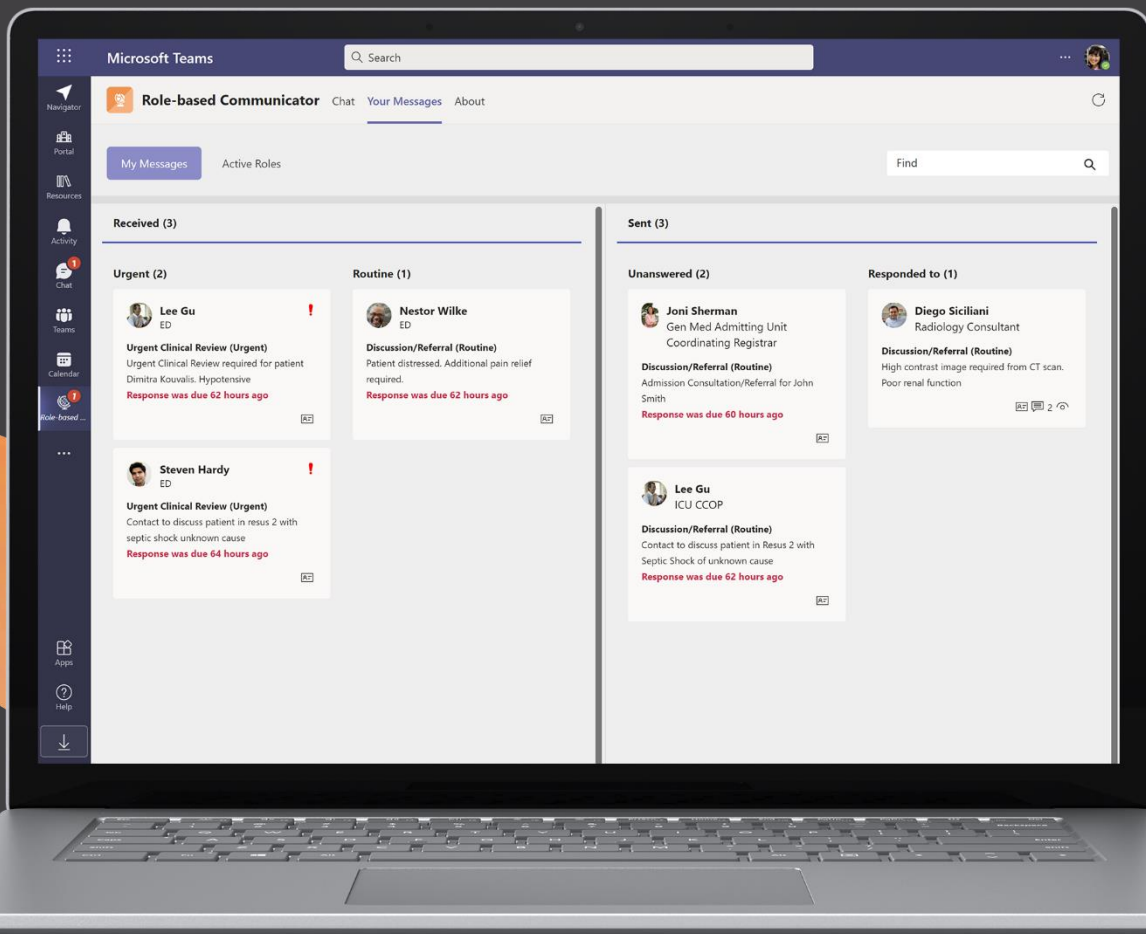 Microsoft Teams
Search
Navigator
Portal
Resources
Activity
1
Chat
Teams
Calendar
1
Role-based ...
...
Apps
Help
Role-based Communicator
Chat
Your Messages
About
My Messages
Active Roles
Find
Received (3)
Urgent (2)
Lee Gu
ED
!
Urgent Clinical Review (Urgent)
Urgent Clinical Review required for patient
Dimitra Kouvalis. Hypotensive
Response was due 62 hours ago
Steven Hardy
ED
!
Urgent Clinical Review (Urgent)
Contact to discuss patient in resus 2 with
septic shock unknown cause
Response was due 64 hours ago
Routine (1)
Nestor Wilke
ED
Discussion/Referral (Routine)
Patient distressed. Additional pain relief
required.
Response was due 62 hours ago
Sent (3)
Unanswered (2)
Joni Sherman
Gen Med Admitting Unit
Coordinating Registrar
Discussion/Referral (Routine)
Admission Consultation/Referral for John
Smith
Response was due 60 hours ago
Lee Gu
ICU CCOP
Discussion/Referral (Routine)
Contact to discuss patient in Resus 2 with
Septic Shock of unknown cause
Response was due 62 hours ago
Responded to (1)
Diego Siciliani
Radiology Consultant
Discussion/Referral (Routine)
High contrast image required from CT scan.
Poor renal function
2